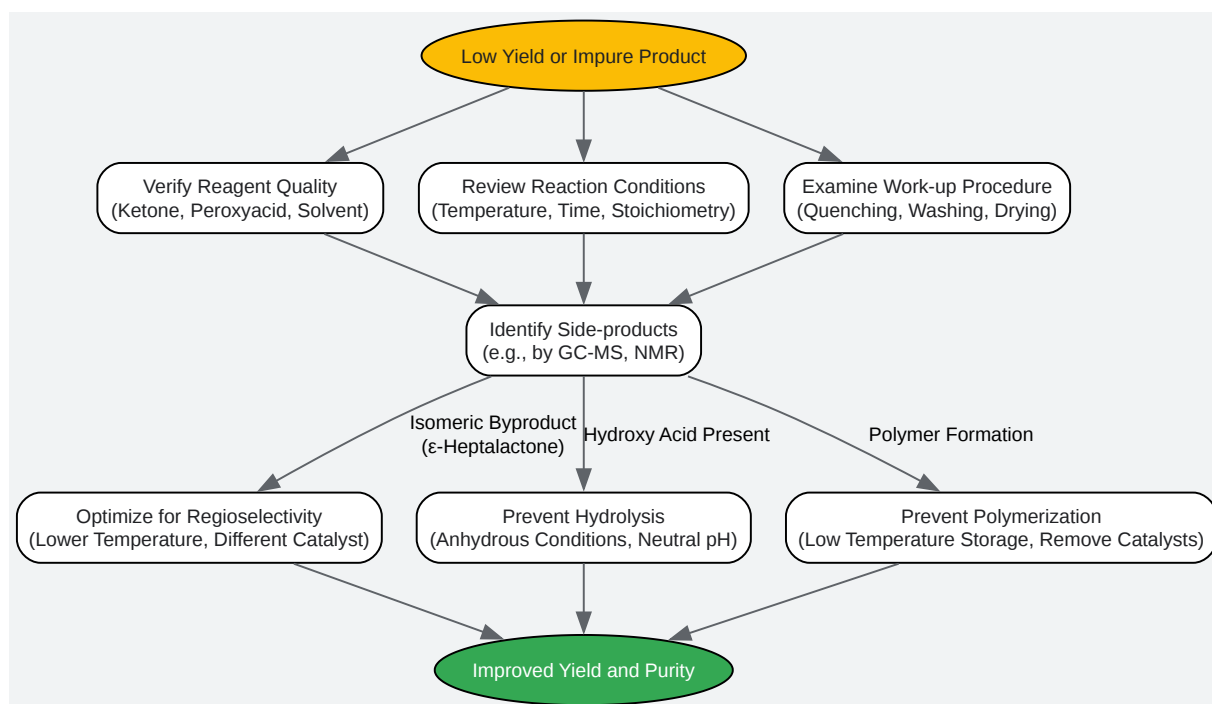 Low Yield or Impure Product
Verify Reagent Quality
(Ketone, Peroxyacid, Solvent)
Review Reaction Conditions
(Temperature, Time, Stoichiometry)
Examine Work-up Procedure
(Quenching, Washing, Drying)
Identify Side-products
(e.g., by GC-MS, NMR)
Isomeric Byproduct
(ε-Heptalactone)
Hydroxy Acid Present
Polymer Formation
Optimize for Regioselectivity
(Lower Temperature, Different Catalyst)
Prevent Hydrolysis
(Anhydrous Conditions, Neutral pH)
Prevent Polymerization
(Low Temperature Storage, Remove Catalysts)
Improved Yield and Purity